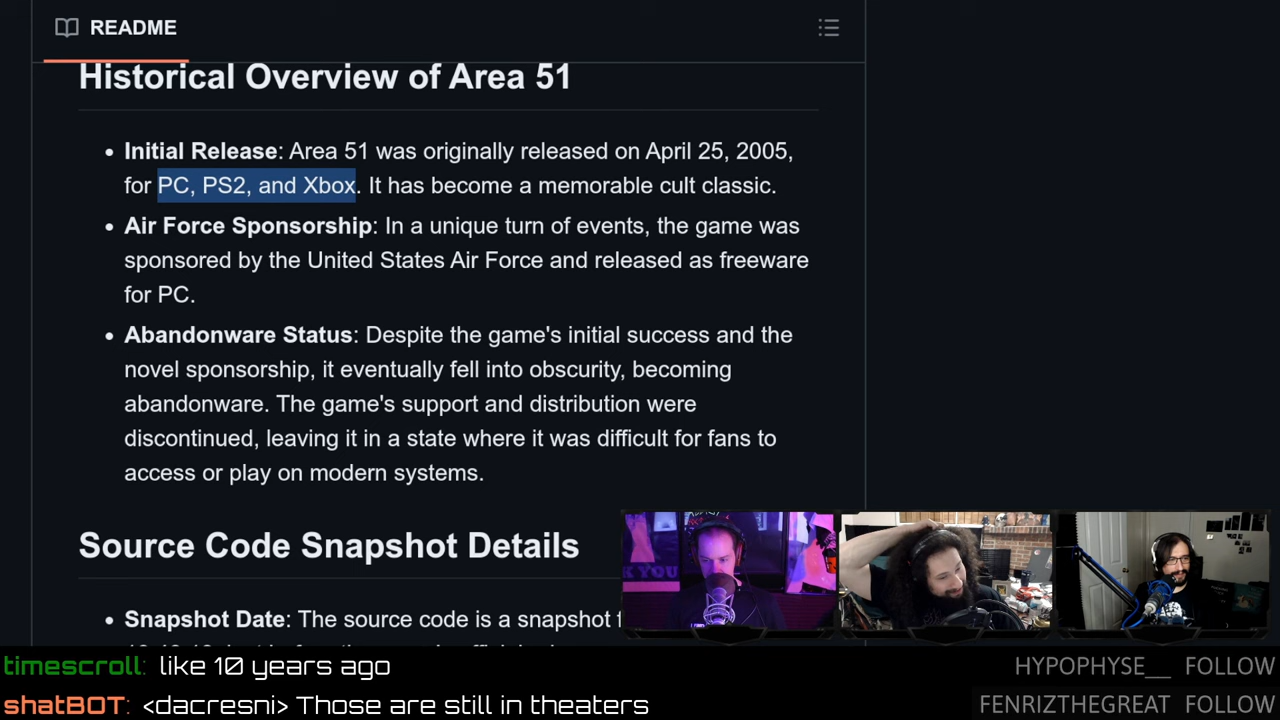 README
Historical Overview of Area 51
• Initial Release: Area 51 was originally released on April 25, 2005,
for PC, PS2, and Xbox. It has become a memorable cult classic.
• Air Force Sponsorship: In a unique turn of events, the game was
sponsored by the United States Air Force and released as freeware
for PC.
• Abandonware Status: Despite the game's initial success and the
novel sponsorship, it eventually fell into obscurity, becoming
abandonware. The game's support and distribution were
discontinued, leaving it in a state where it was difficult for fans to
access or play on modern systems.
Source Code Snapshot Details
• Snapshot Date: The source code is a snapshot
K YOU
timescroll: like 10 years ago
HYPOPHYSE__ FOLLOW
shatBOT: <dacresni> Those are still in theaters
FENRIZTHEGREAT FOLLOW